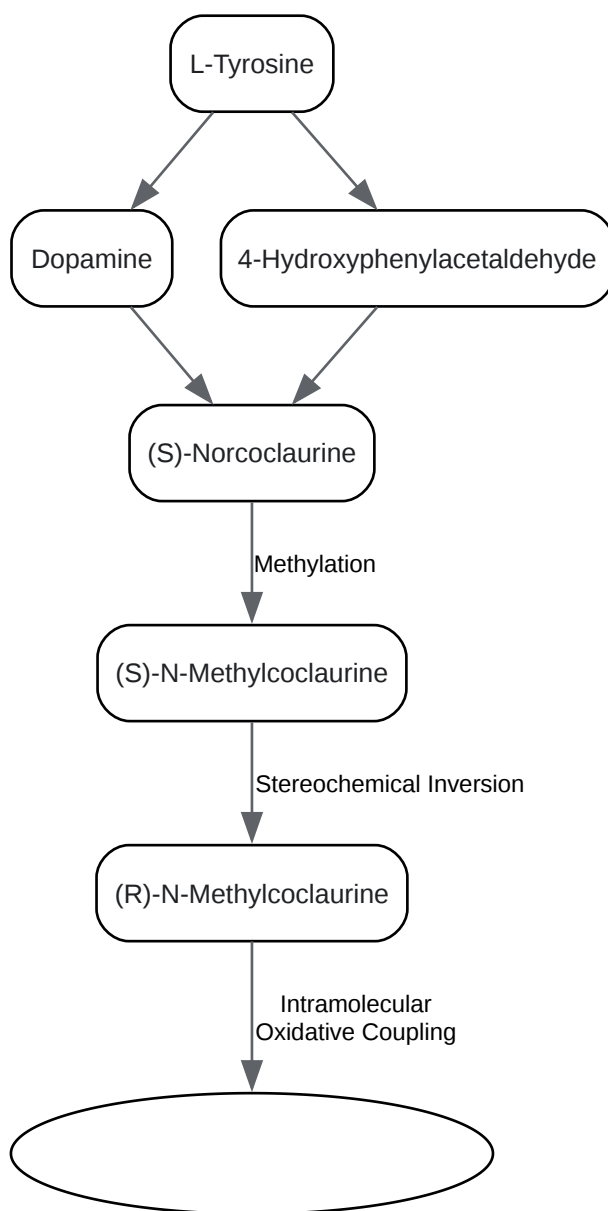 L-Tyrosine
Dopamine
4-Hydroxyphenylacetaldehyde
(S)-Norcoclaurine
Methylation
(S)-N-Methylcoclaurine
Stereochemical Inversion
(R)-N-Methylcoclaurine
Intramolecular
Oxidative Coupling